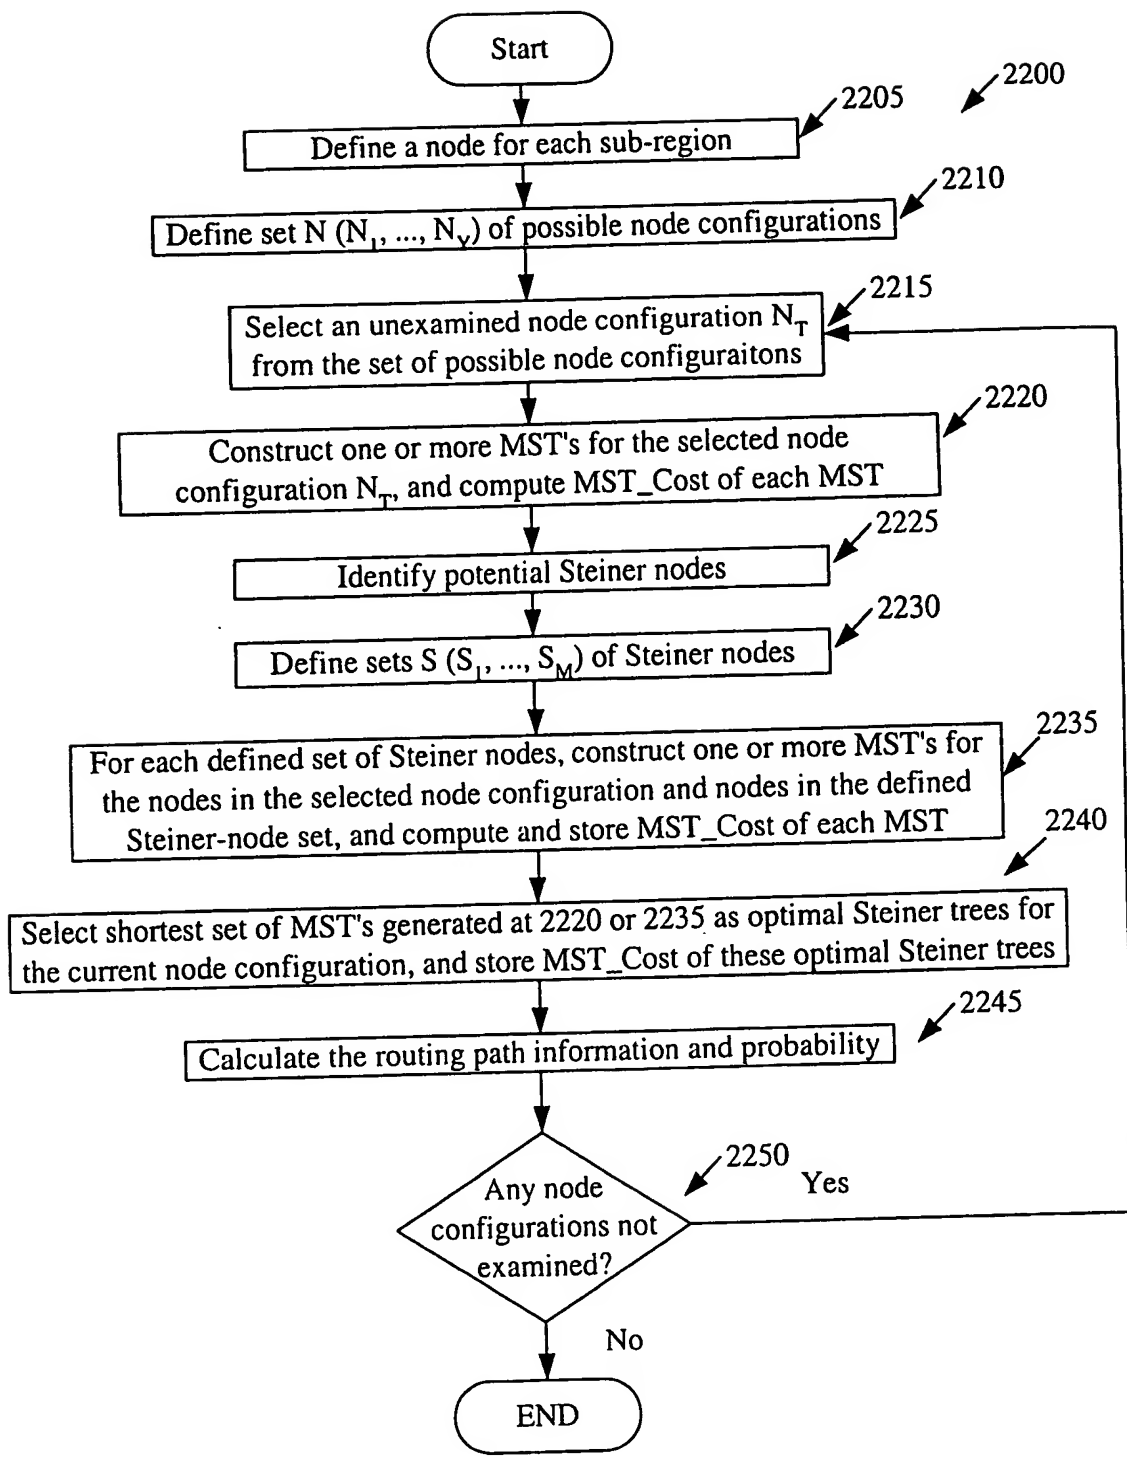 Start
2200
2205
Define a node for each sub-region
2210
Define set N (N₁, ..., N_Y) of possible node configurations
2215
Select an unexamined node configuration N_T
from the set of possible node configuraitons
2220
Construct one or more MST's for the selected node
configuration N_T, and compute MST_Cost of each MST
2225
Identify potential Steiner nodes
2230
Define sets S (S₁, ..., S_M) of Steiner nodes
2235
For each defined set of Steiner nodes, construct one or more MST's for
the nodes in the selected node configuration and nodes in the defined
Steiner-node set, and compute and store MST_Cost of each MST
2240
Select shortest set of MST's generated at 2220 or 2235 as optimal Steiner trees for
the current node configuration, and store MST_Cost of these optimal Steiner trees
2245
Calculate the routing path information and probability
2250
Yes
Any node
configurations not
examined?
No
END